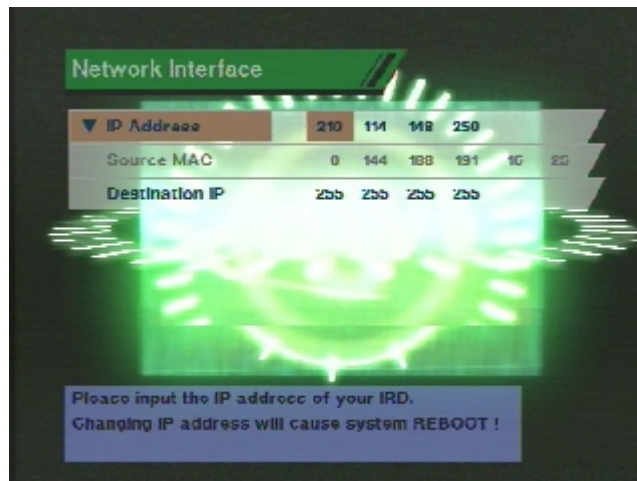 Network Interface
▼ IP Address 210 114 148 250
Source MAC 0 144 188 191 16 25
Destination IP 255 255 255 255
Please input the IP address of your IRD.
Changing IP address will cause system REBOOT !